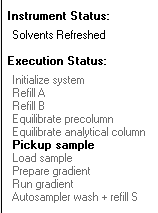 Instrument Status:
Solvents Refreshed
Execution Status:
Initialize system
Refill A
Refill B
Equilibrate precolumn
Equilibrate analytical column
Pickup sample
Load sample
Prepare gradient
Run gradient
Autosampler wash + refill S